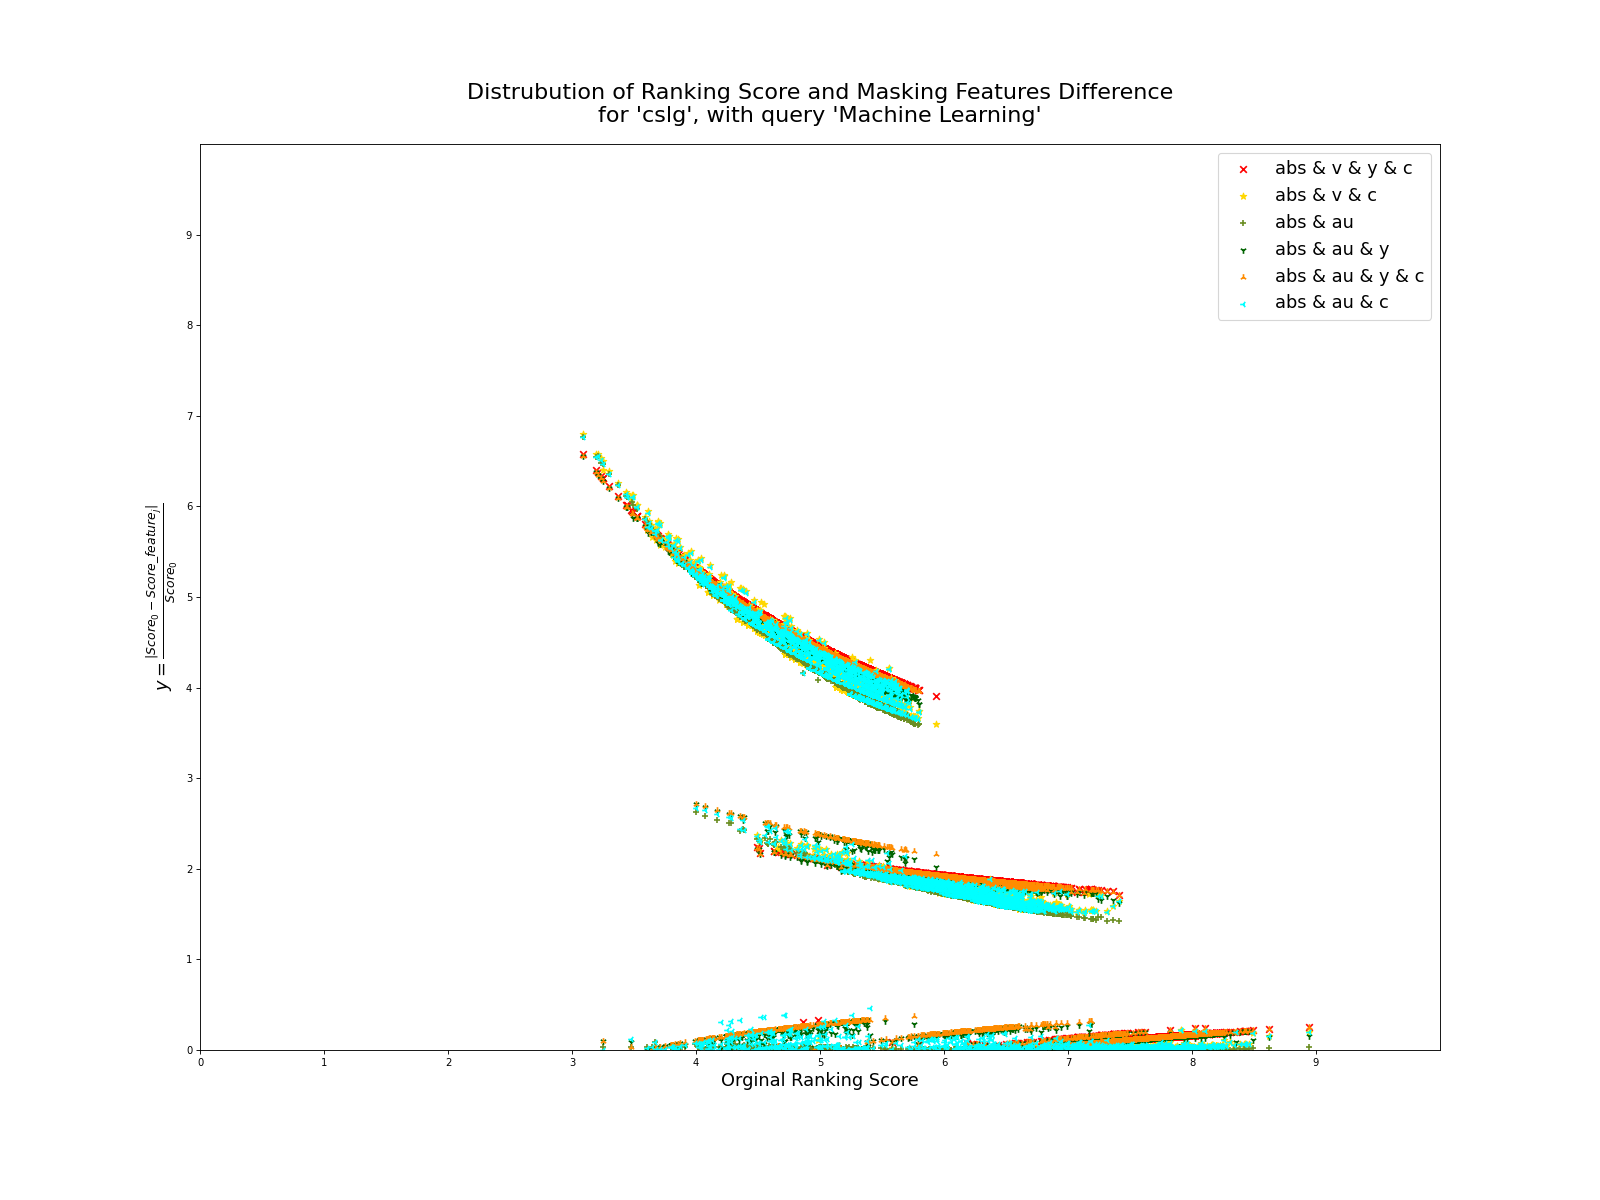 Distrubution of Ranking Score and Masking Features Difference
for 'cslg', with query 'Machine Learning'
abs & v & y & c
abs & v & c
abs & au
abs & au & y
abs & au & y & c
abs & au & c
9
8
7
6
5
4
3
2
1
0
y = |Score₀ − Score_featureⱼ| / Score₀
0 1 2 3 4 5 6 7 8 9
Orginal Ranking Score